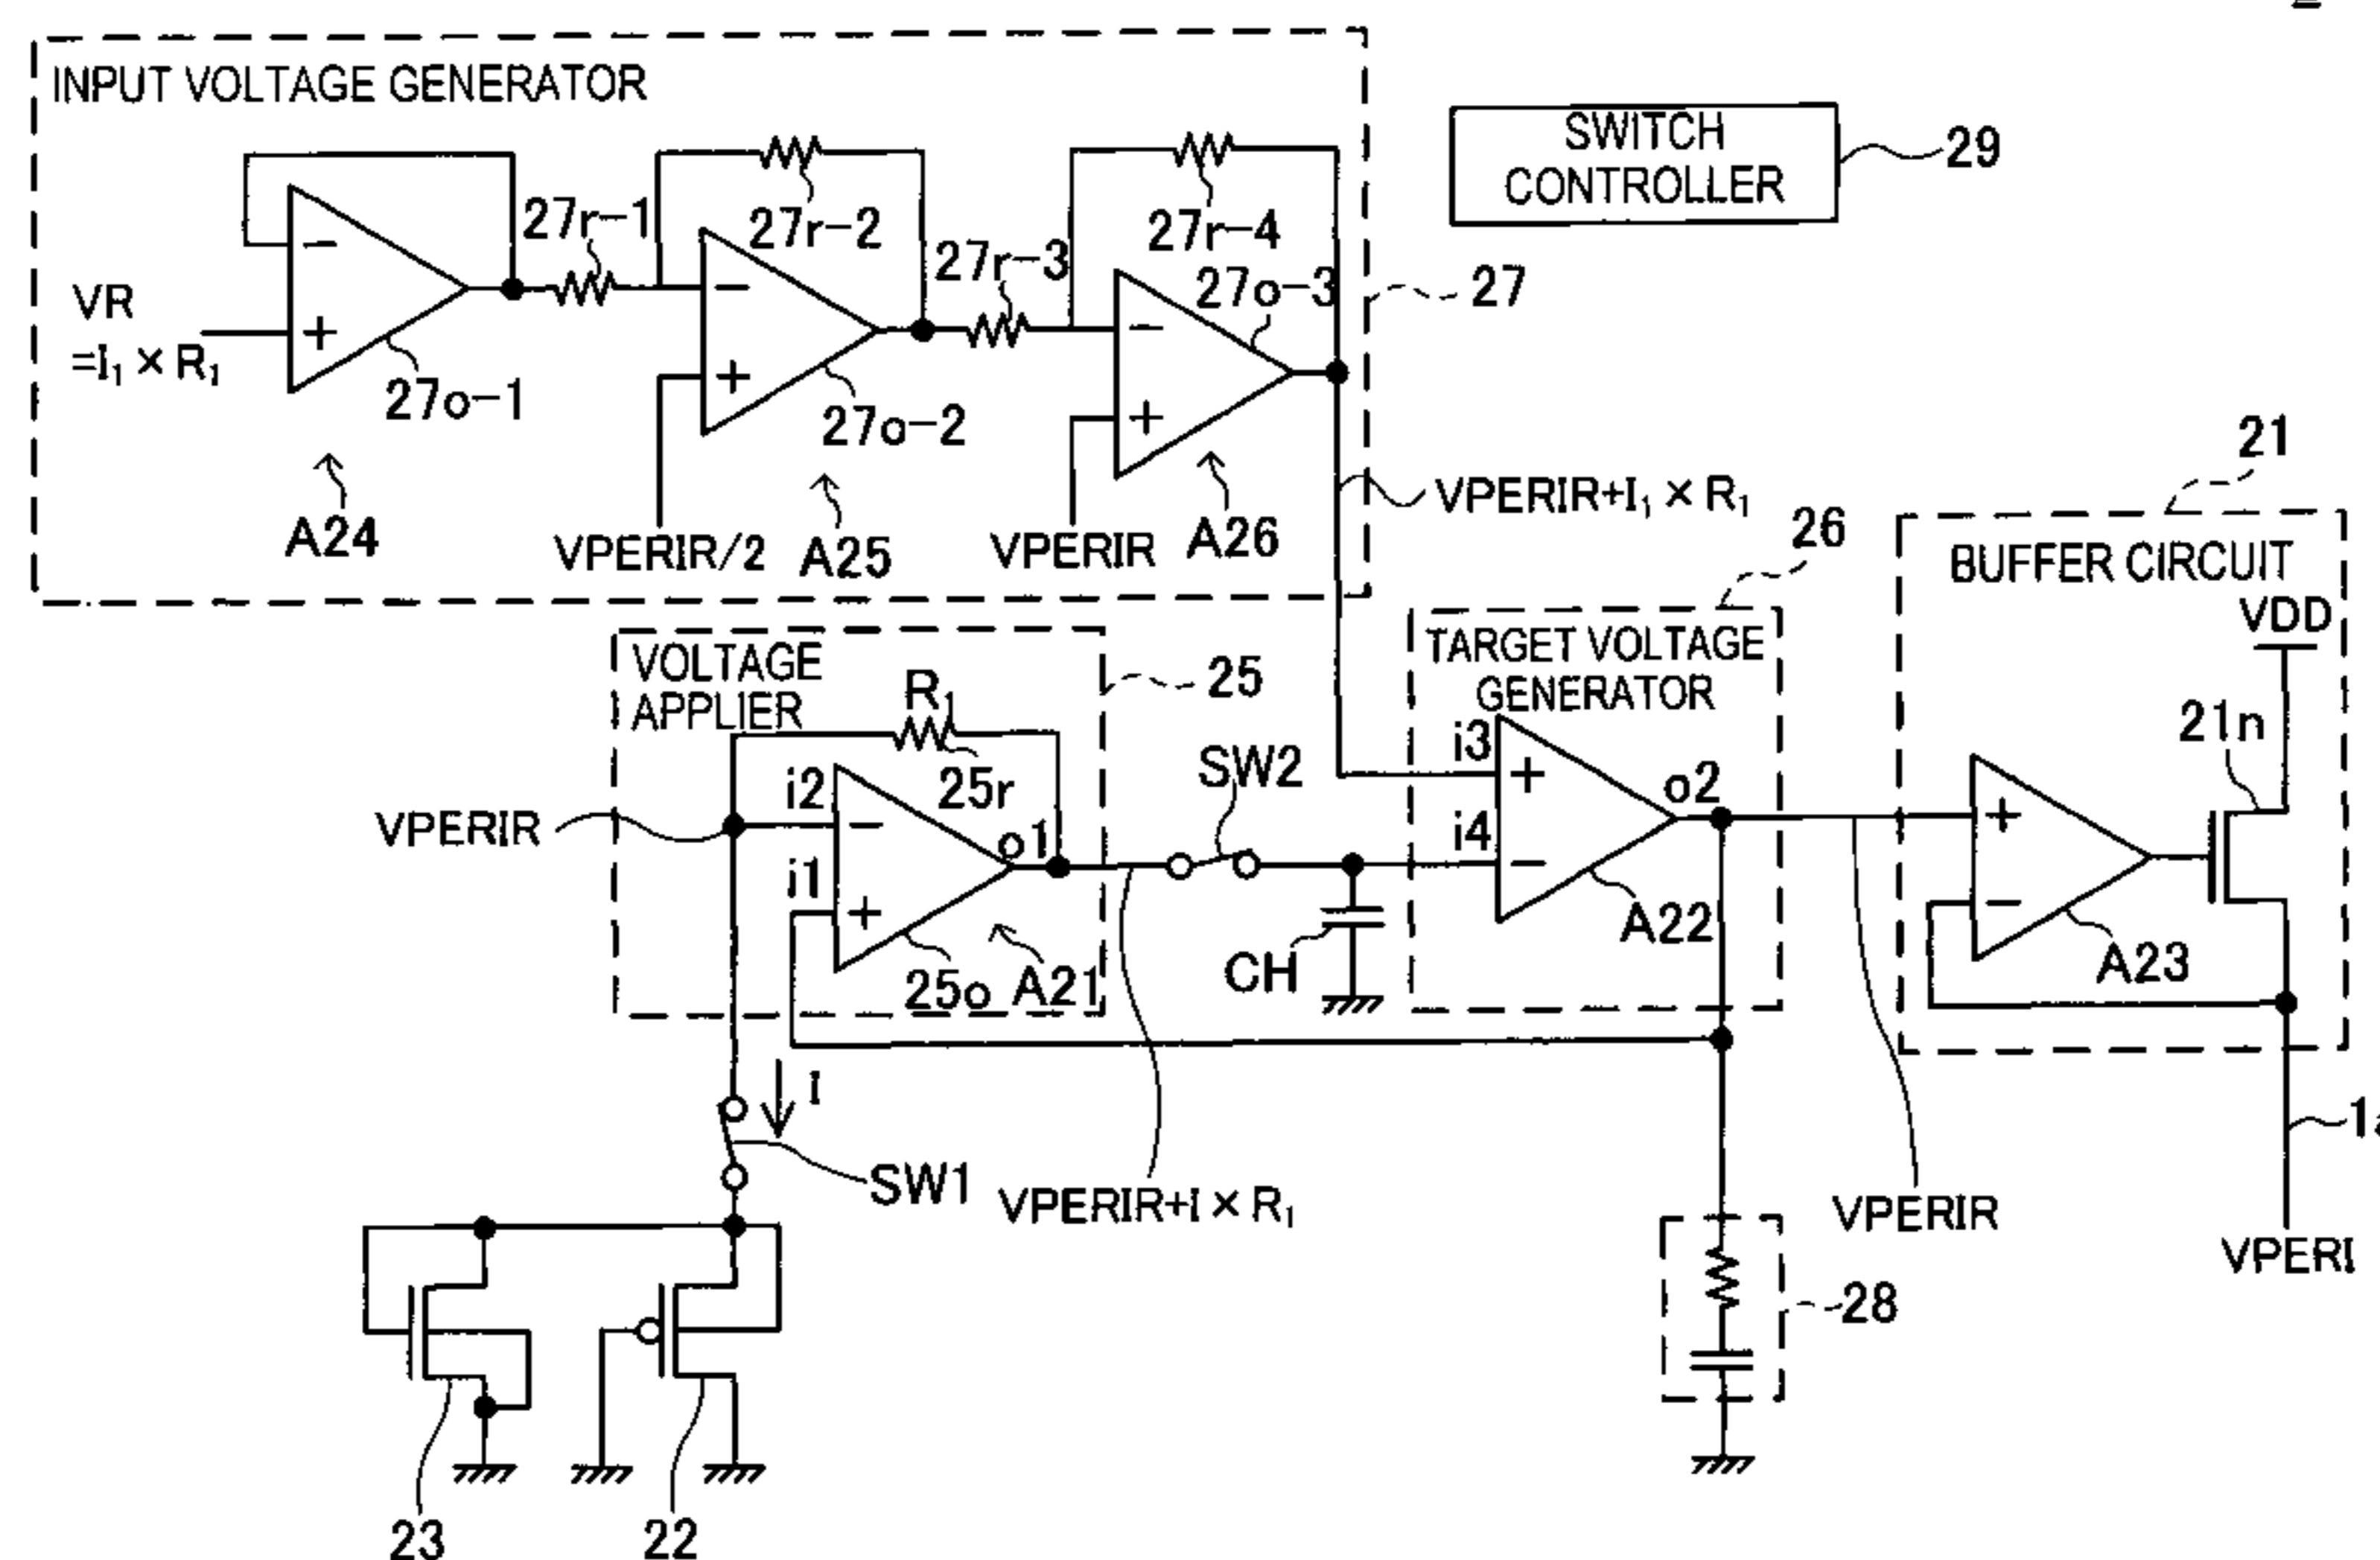 INPUT VOLTAGE GENERATOR
SWITCH
CONTROLLER
29
27r-1
27r-2
27r-3
27r-4
27o-3
27
VR
=I₁ × R₁
27o-1
27o-2
A24
VPERIR/2
A25
VPERIR
A26
VPERIR+I₁ × R₁
21
26
BUFFER CIRCUIT
VDD
VOLTAGE
APPLIER
R₁
25
TARGET VOLTAGE
GENERATOR
21n
i3
o2
SW2
i2
25r
VPERIR
i1
o1
i4
+
−
A22
A23
CH
25o
A21
I
SW1
VPERIR+I × R₁
VPERIR
VPERI
28
23
22